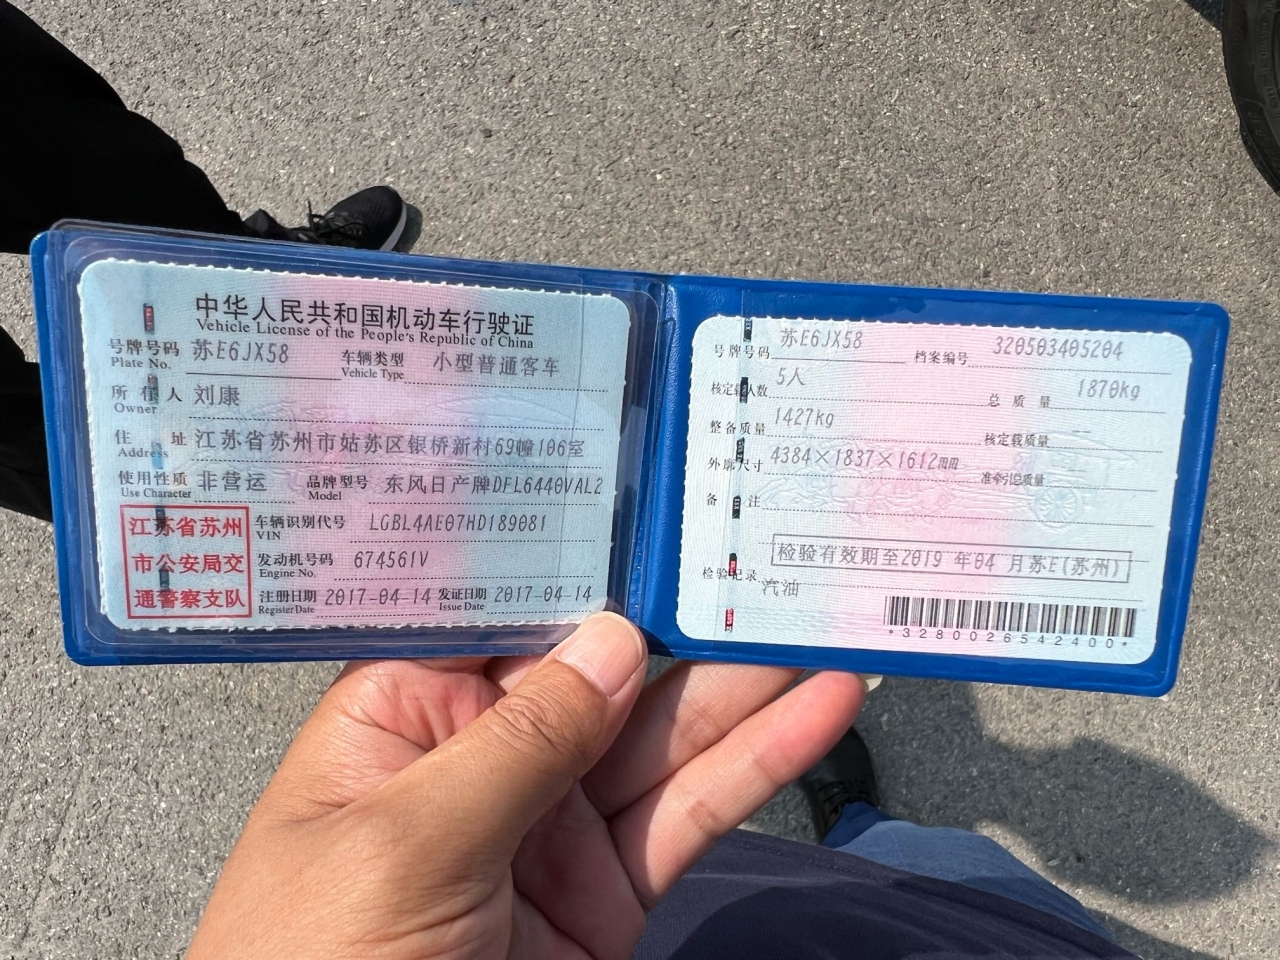 中华人民共和国机动车行驶证
Vehicle License of the People's Republic of China
号牌号码 苏E6JX58 车辆类型 小型普通客车
Plate No. Vehicle Type
所有人 刘康
Owner
住址 江苏省苏州市姑苏区银桥新村69幢106室
Address
使用性质 非营运 品牌型号 东风日产牌DFL6440VAL2
Use Character Model
江苏省苏州
市公安局交
通警察支队
车辆识别代号 LGBL4AE07HD189081
VIN
发动机号码 674561V
Engine No.
注册日期 2017-04-14 发证日期 2017-04-14
Register Date Issue Date
号牌号码 苏E6JX58 档案编号 320503405204
核定载人数 5人 总质量 1870kg
整备质量 1427kg 核定载质量 --
外廓尺寸 4384×1837×1612mm 准牵引总质量 --
备注
检验有效期至2019 年04 月苏E(苏州)
检验记录
汽油
*3280026542400*